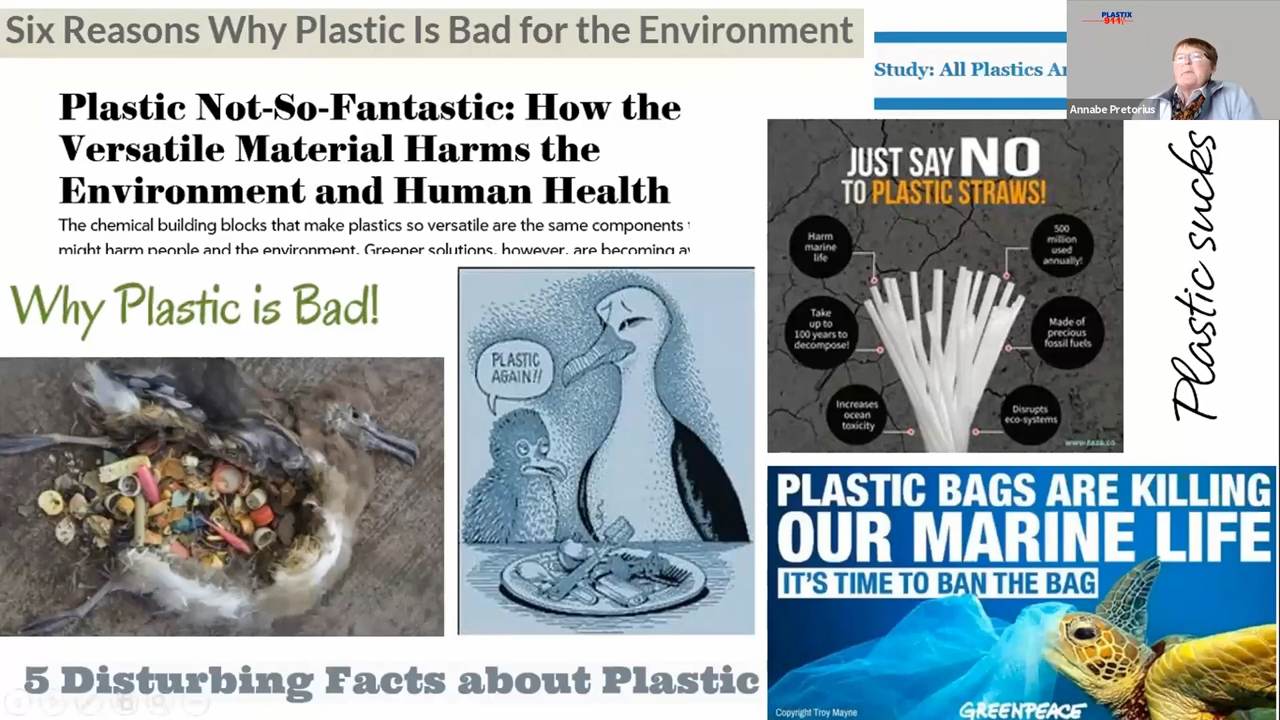 Six Reasons Why Plastic Is Bad for the Environment
Study: All Plastics Ar
PLASTIX
911
Annabe Pretorius
Plastic Not-So-Fantastic: How the
Versatile Material Harms the
Environment and Human Health
The chemical building blocks that make plastics so versatile are the same components
might harm people and the environment. Greener solutions, however, are becoming
Why Plastic is Bad!
PLASTIC
AGAIN!!
JUST SAY NO
TO PLASTIC STRAWS!
Harm
marine
life
500
million
used
annually!
Take
up to
100 years to
decompose!
Made of
precious
fossil fuels
Increases
ocean
toxicity
Disrupts
eco-systems
Plastic sucks
PLASTIC BAGS ARE KILLING
OUR MARINE LIFE
IT'S TIME TO BAN THE BAG
Copyright Troy Mayne
GREENPEACE
5 Disturbing Facts about Plastic